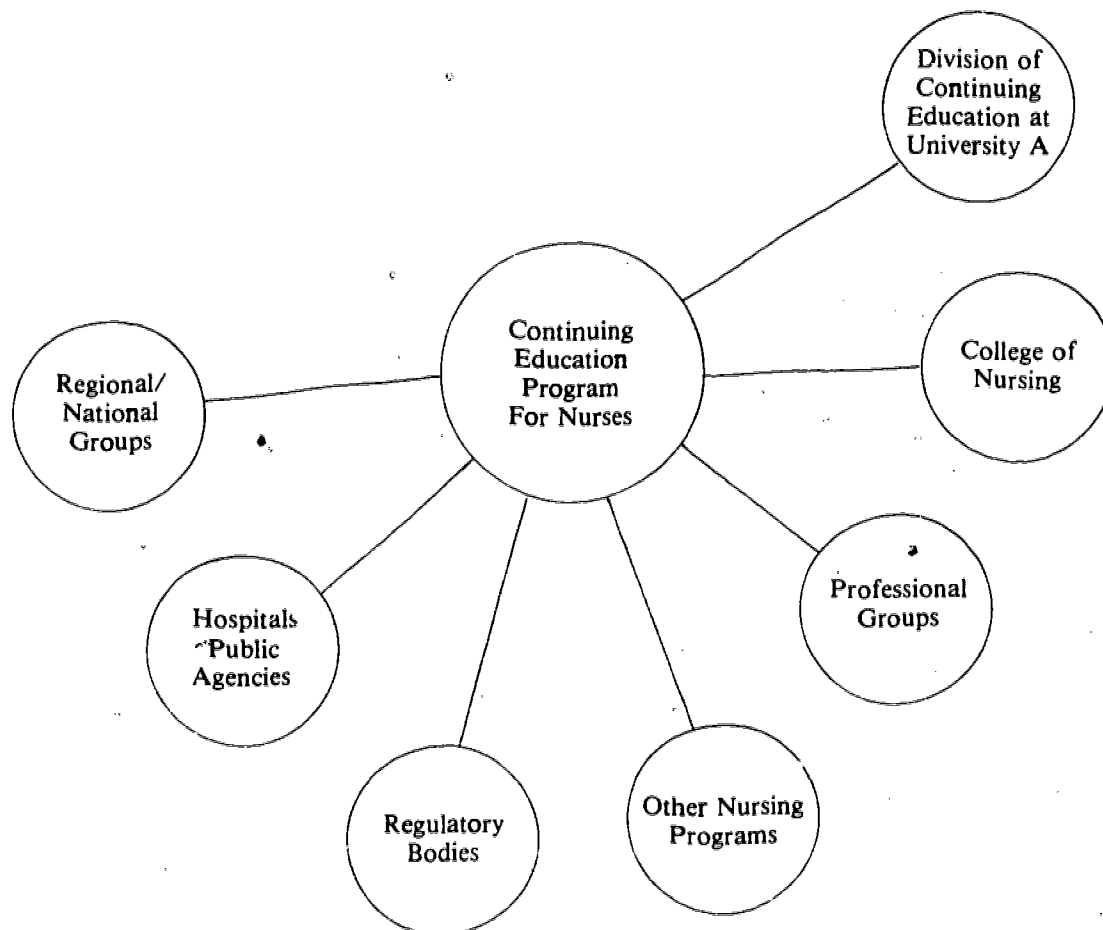 Division of
Continuing
Education at
University A
Continuing
Education
Program
For Nurses
College of
Nursing
Regional/
National
Groups
Professional
Groups
Hospitals
Public
Agencies
Other Nursing
Programs
Regulatory
Bodies